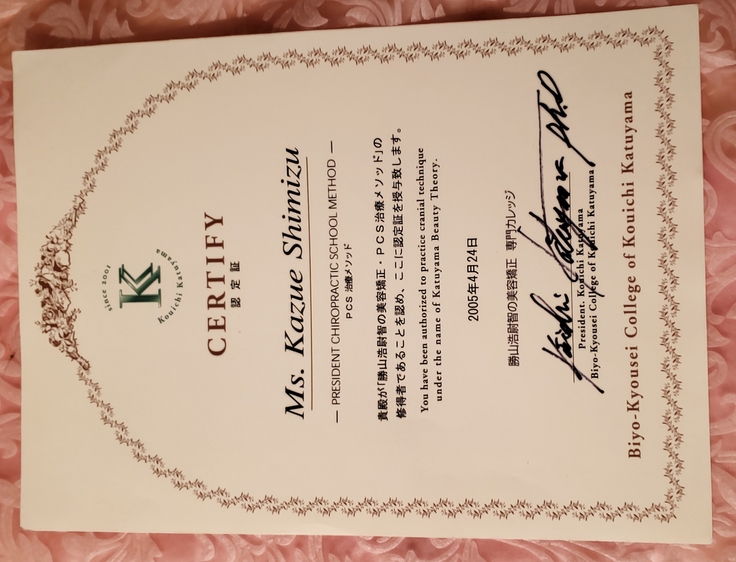 since 2001
KK
Kouichi Katuyama
CERTIFY
認定証
Ms. Kazue Shimizu
— PRESIDENT CHIROPRACTIC SCHOOL METHOD —
PCS 治療メソッド
貴殿が「勝山浩尉智の美容矯正・PCS治療メソッド」の
修得者であることを認め、ここに認定証を授与致します。
You have been authorized to practice cranial technique
under the name of Katuyama Beauty Theory.
2005年4月24日
勝山浩尉智の美容矯正 専門カレッジ
Koichi Katuyama Ph.D
President. Kouichi Katuyama
Biyo-Kyousei College of Kouichi Katuyama
Biyo-Kyousei College of Kouichi Katuyama